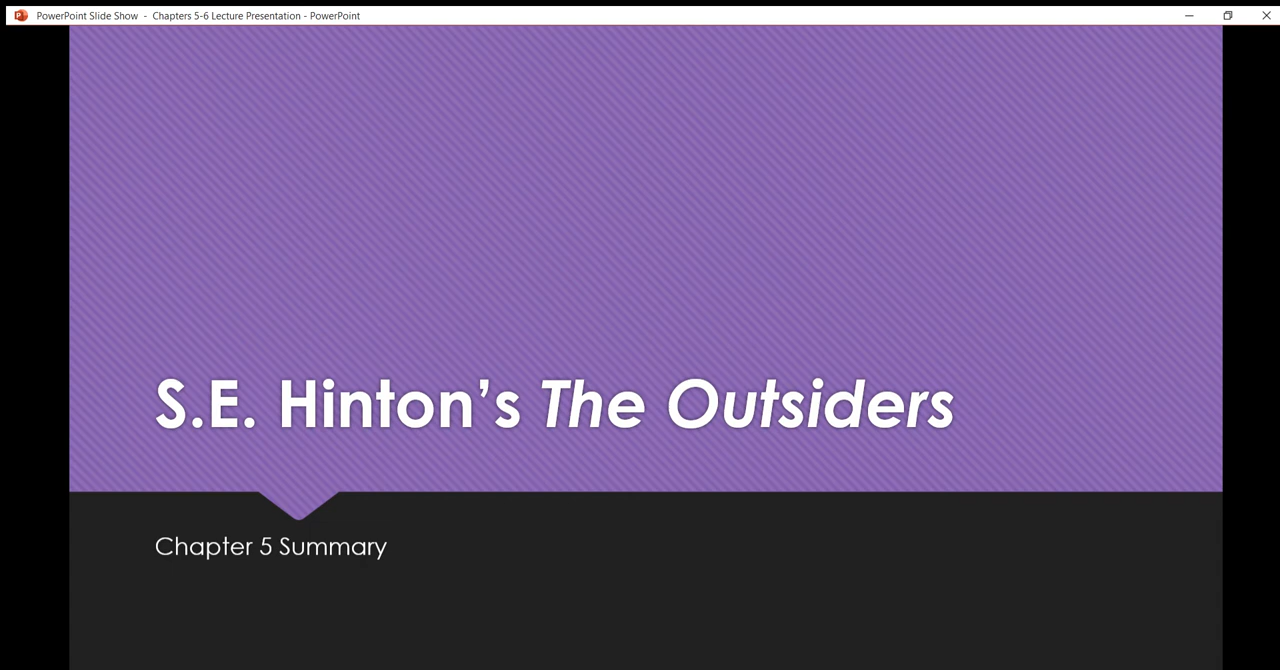 PowerPoint Slide Show - Chapters 5-6 Lecture Presentation - PowerPoint
S.E. Hinton’s The Outsiders
Chapter 5 Summary